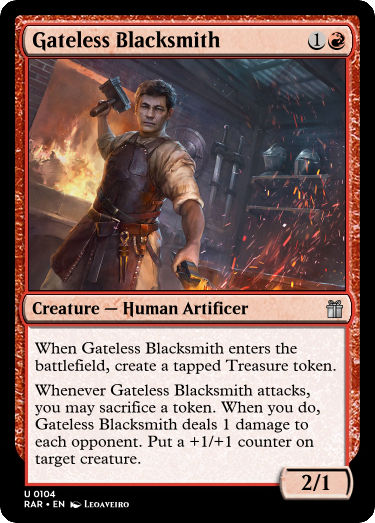 Gateless Blacksmith 1
Creature — Human Artificer
When Gateless Blacksmith enters the
battlefield, create a tapped Treasure token.
Whenever Gateless Blacksmith attacks,
you may sacrifice a token. When you do,
Gateless Blacksmith deals 1 damage to
each opponent. Put a +1/+1 counter on
target creature.
2/1
U 0104
RAR • EN Leoaveiro